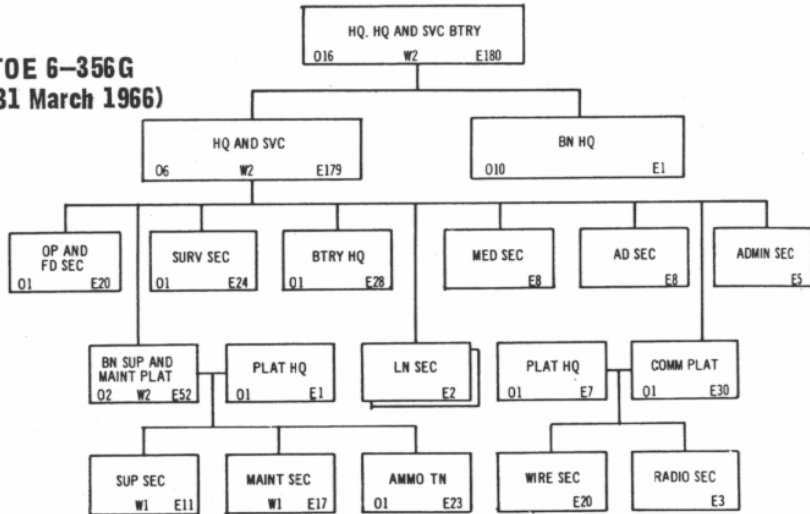 TOE 6-356G
31 March 1966)
HQ, HQ AND SVC BTRY
O16 W2 E180
HQ AND SVC
O6 W2 E179
BN HQ
O10 E1
OP AND
FD SEC
O1 E20
SURV SEC
O1 E24
BTRY HQ
O1 E28
MED SEC
E8
AD SEC
E8
ADMIN SEC
E5
BN SUP AND
MAINT PLAT
O2 W2 E52
PLAT HQ
O1 E1
LN SEC
E2
PLAT HQ
O1 E7
COMM PLAT
O1 E30
SUP SEC
W1 E11
MAINT SEC
W1 E17
AMMO TN
O1 E23
WIRE SEC
E20
RADIO SEC
E3